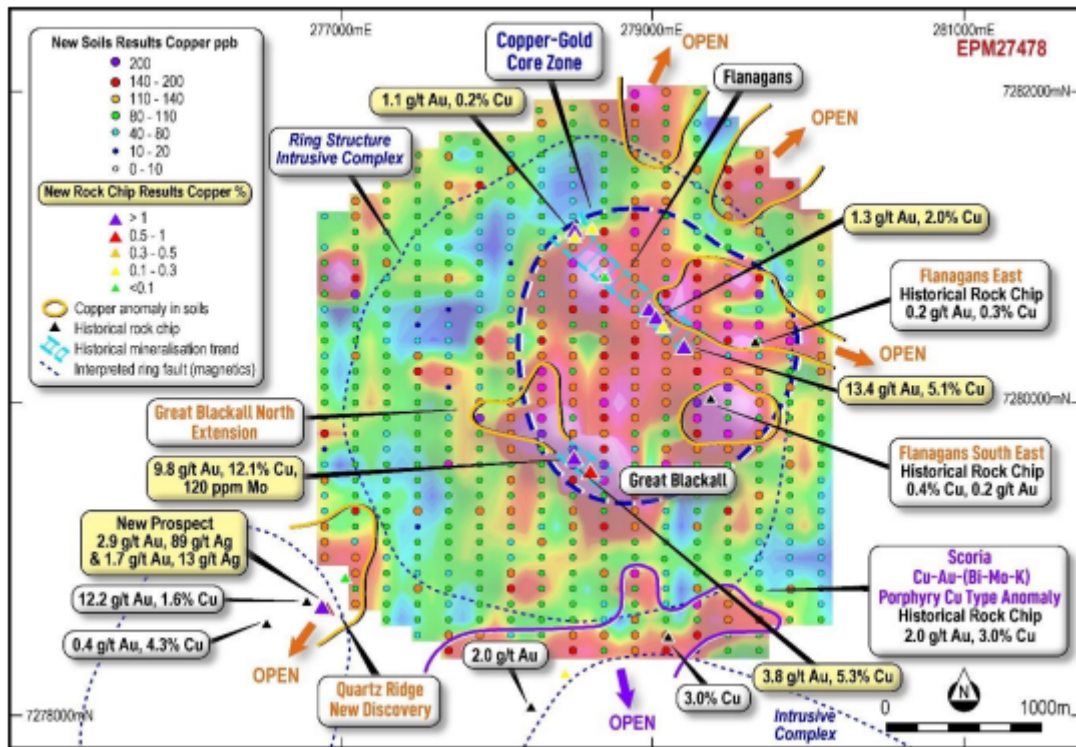 277000mE
279000mE
281000mE
EPM27478
7282000mN
7280000mN
7278000mN
New Soils Results Copper ppb
200
140 - 200
110 - 140
80 - 110
40 - 80
10 - 20
0 - 10
New Rock Chip Results Copper %
> 1
0.5 - 1
0.3 - 0.5
0.1 - 0.3
<0.1
Copper anomaly in soils
Historical rock chip
Historical mineralisation trend
Interpreted ring fault (magnetics)
Copper-Gold
Core Zone
OPEN
Flanagans
1.1 g/t Au, 0.2% Cu
OPEN
Ring Structure
Intrusive Complex
1.3 g/t Au, 2.0% Cu
Flanagans East
Historical Rock Chip
0.2 g/t Au, 0.3% Cu
OPEN
13.4 g/t Au, 5.1% Cu
Great Blackall North
Extension
Flanagans South East
Historical Rock Chip
0.4% Cu, 0.2 g/t Au
9.8 g/t Au, 12.1% Cu,
120 ppm Mo
Great Blackall
New Prospect
2.9 g/t Au, 89 g/t Ag
& 1.7 g/t Au, 13 g/t Ag
Scoria
Cu-Au-(Bi-Mo-K)
Porphyry Cu Type Anomaly
Historical Rock Chip
2.0 g/t Au, 3.0% Cu
12.2 g/t Au, 1.6% Cu
0.4 g/t Au, 4.3% Cu
OPEN
2.0 g/t Au
3.8 g/t Au, 5.3% Cu
Quartz Ridge
New Discovery
3.0% Cu
OPEN
Intrusive
Complex
N
0
1000m